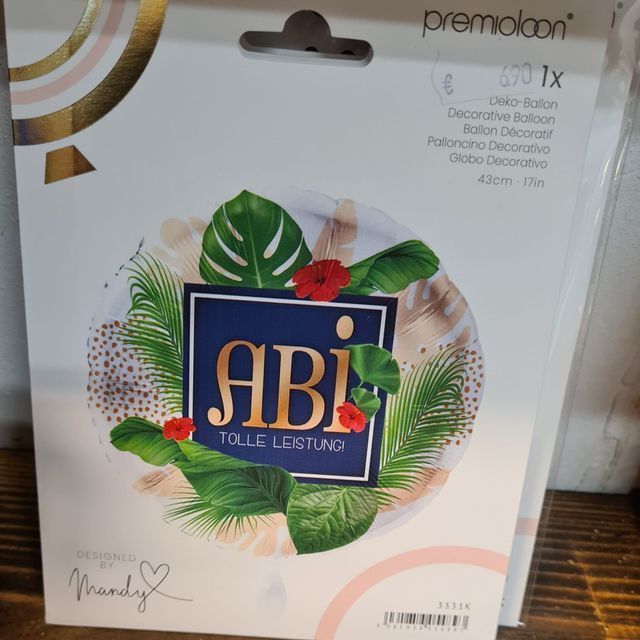 premioloon®
€ 6.90
1x
Deko-Ballon
Decorative Balloon
Ballon Décoratif
Palloncino Decorativo
Globo Decorativo
43cm · 17in
ABi
TOLLE LEISTUNG!
DESIGNED
BY
Mandy
3331K